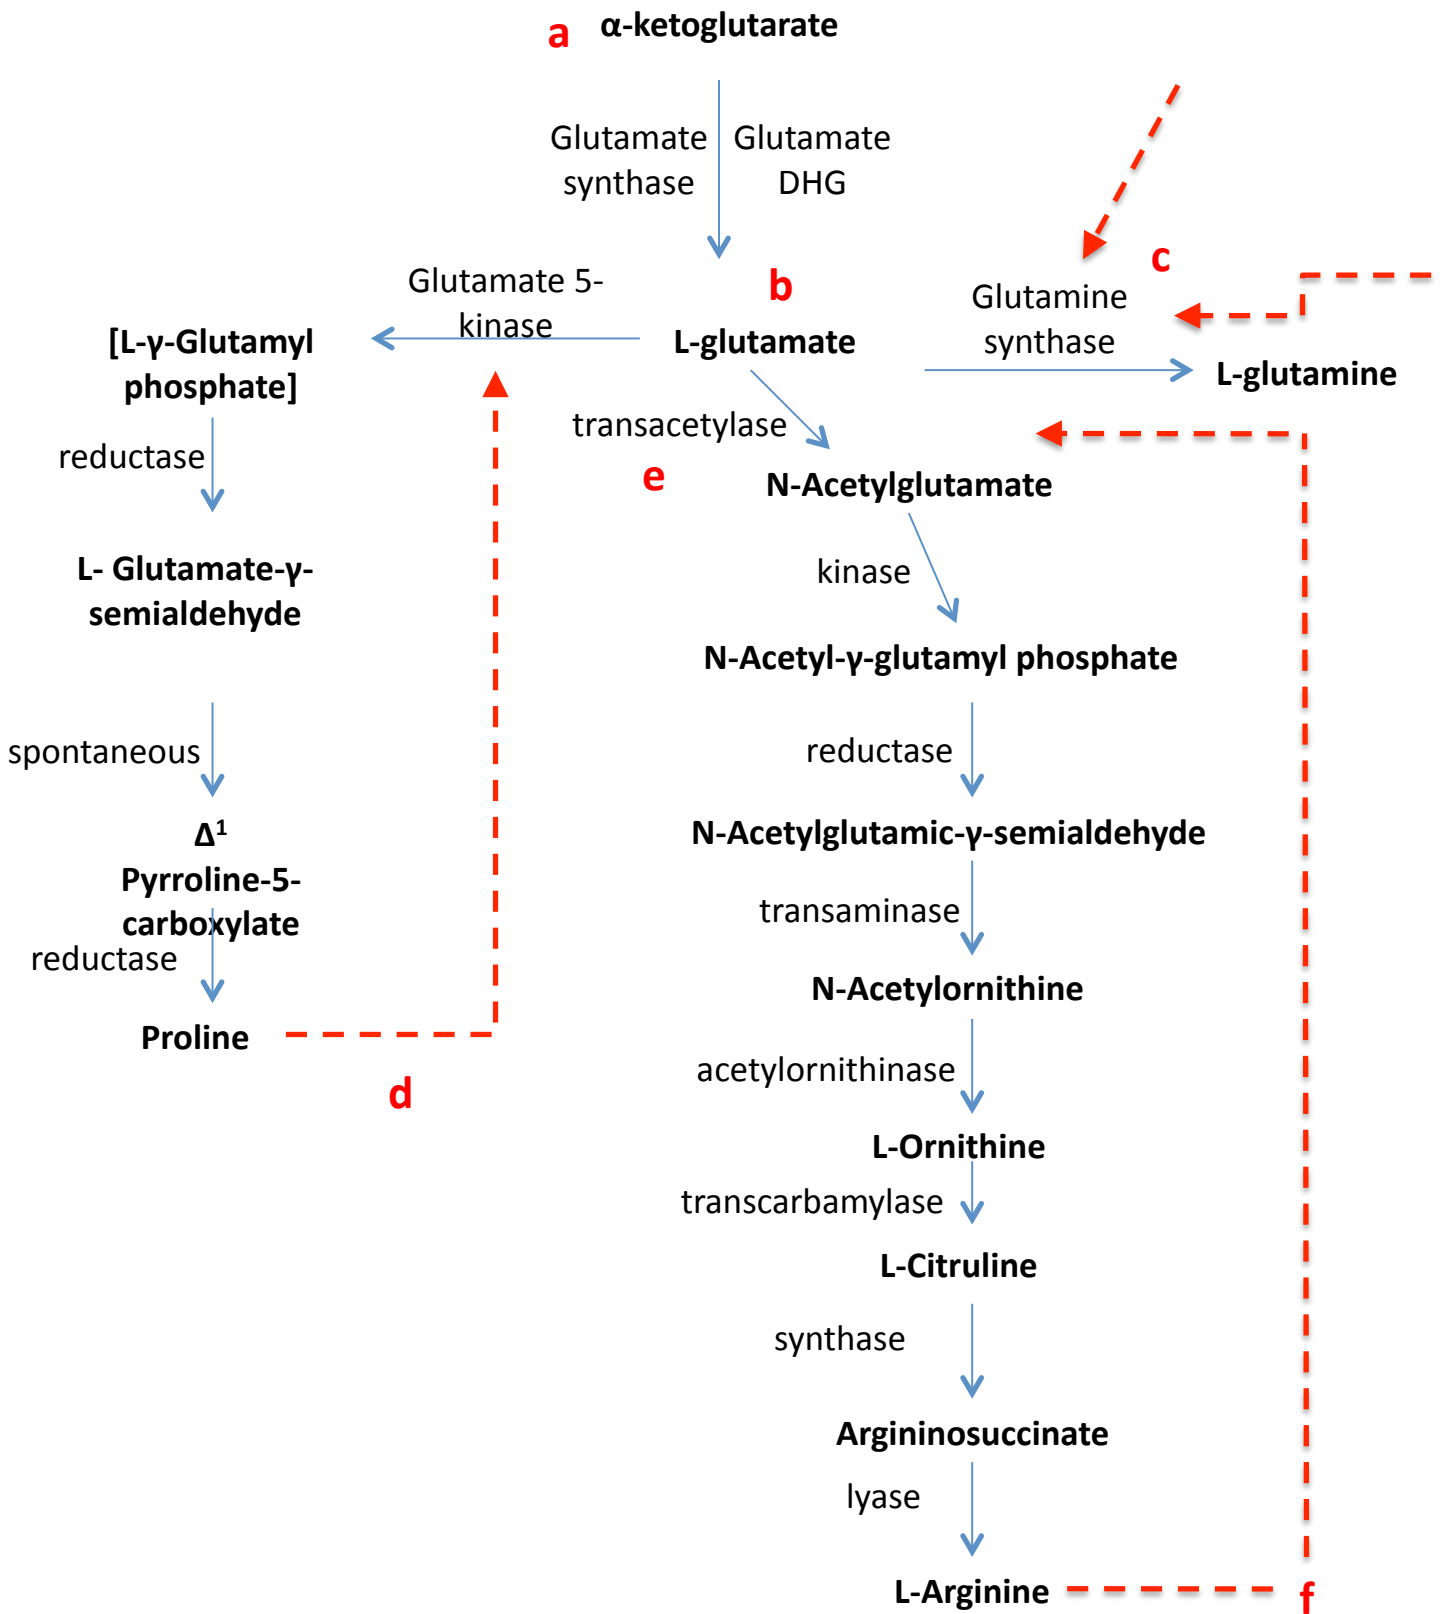 a
α-ketoglutarate
Glutamate
synthase
Glutamate
DHG
Glutamate 5-
kinase
b
c
Glutamine
synthase
[L-γ-Glutamyl
phosphate]
L-glutamate
L-glutamine
reductase
transacetylase
e
N-Acetylglutamate
L- Glutamate-γ-
semialdehyde
kinase
N-Acetyl-γ-glutamyl phosphate
spontaneous
reductase
Δ¹
Pyrroline-5-
carboxylate
N-Acetylglutamic-γ-semialdehyde
transaminase
reductase
N-Acetylornithine
Proline
d
acetylornithinase
L-Ornithine
transcarbamylase
L-Citruline
synthase
Argininosuccinate
lyase
L-Arginine
f